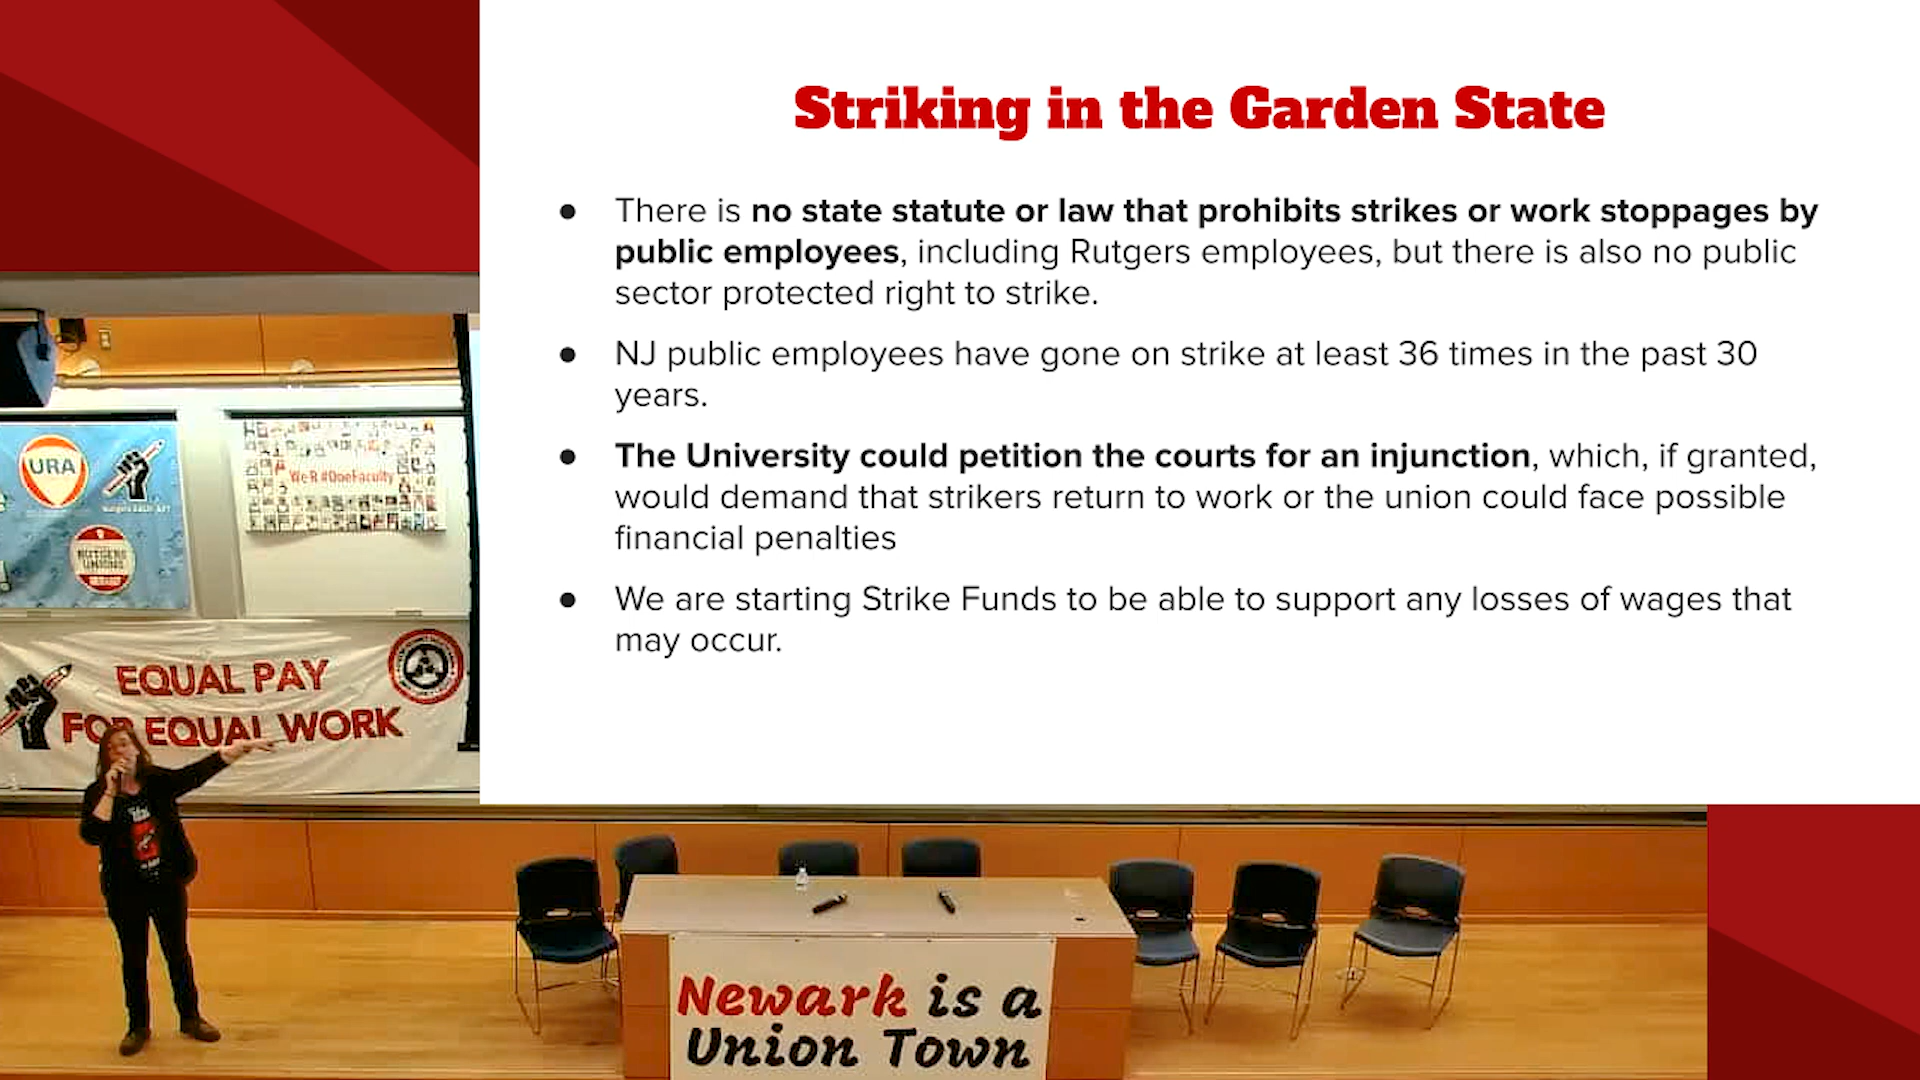 Striking in the Garden State
● There is no state statute or law that prohibits strikes or work stoppages by
public employees, including Rutgers employees, but there is also no public
sector protected right to strike.
● NJ public employees have gone on strike at least 36 times in the past 30
years.
● The University could petition the courts for an injunction, which, if granted,
would demand that strikers return to work or the union could face possible
financial penalties
● We are starting Strike Funds to be able to support any losses of wages that
may occur.
URA
We R #OneFaculty
RUTGERS
UNIONS
EQUAL PAY
FOR EQUAL WORK
Newark is a
Union Town